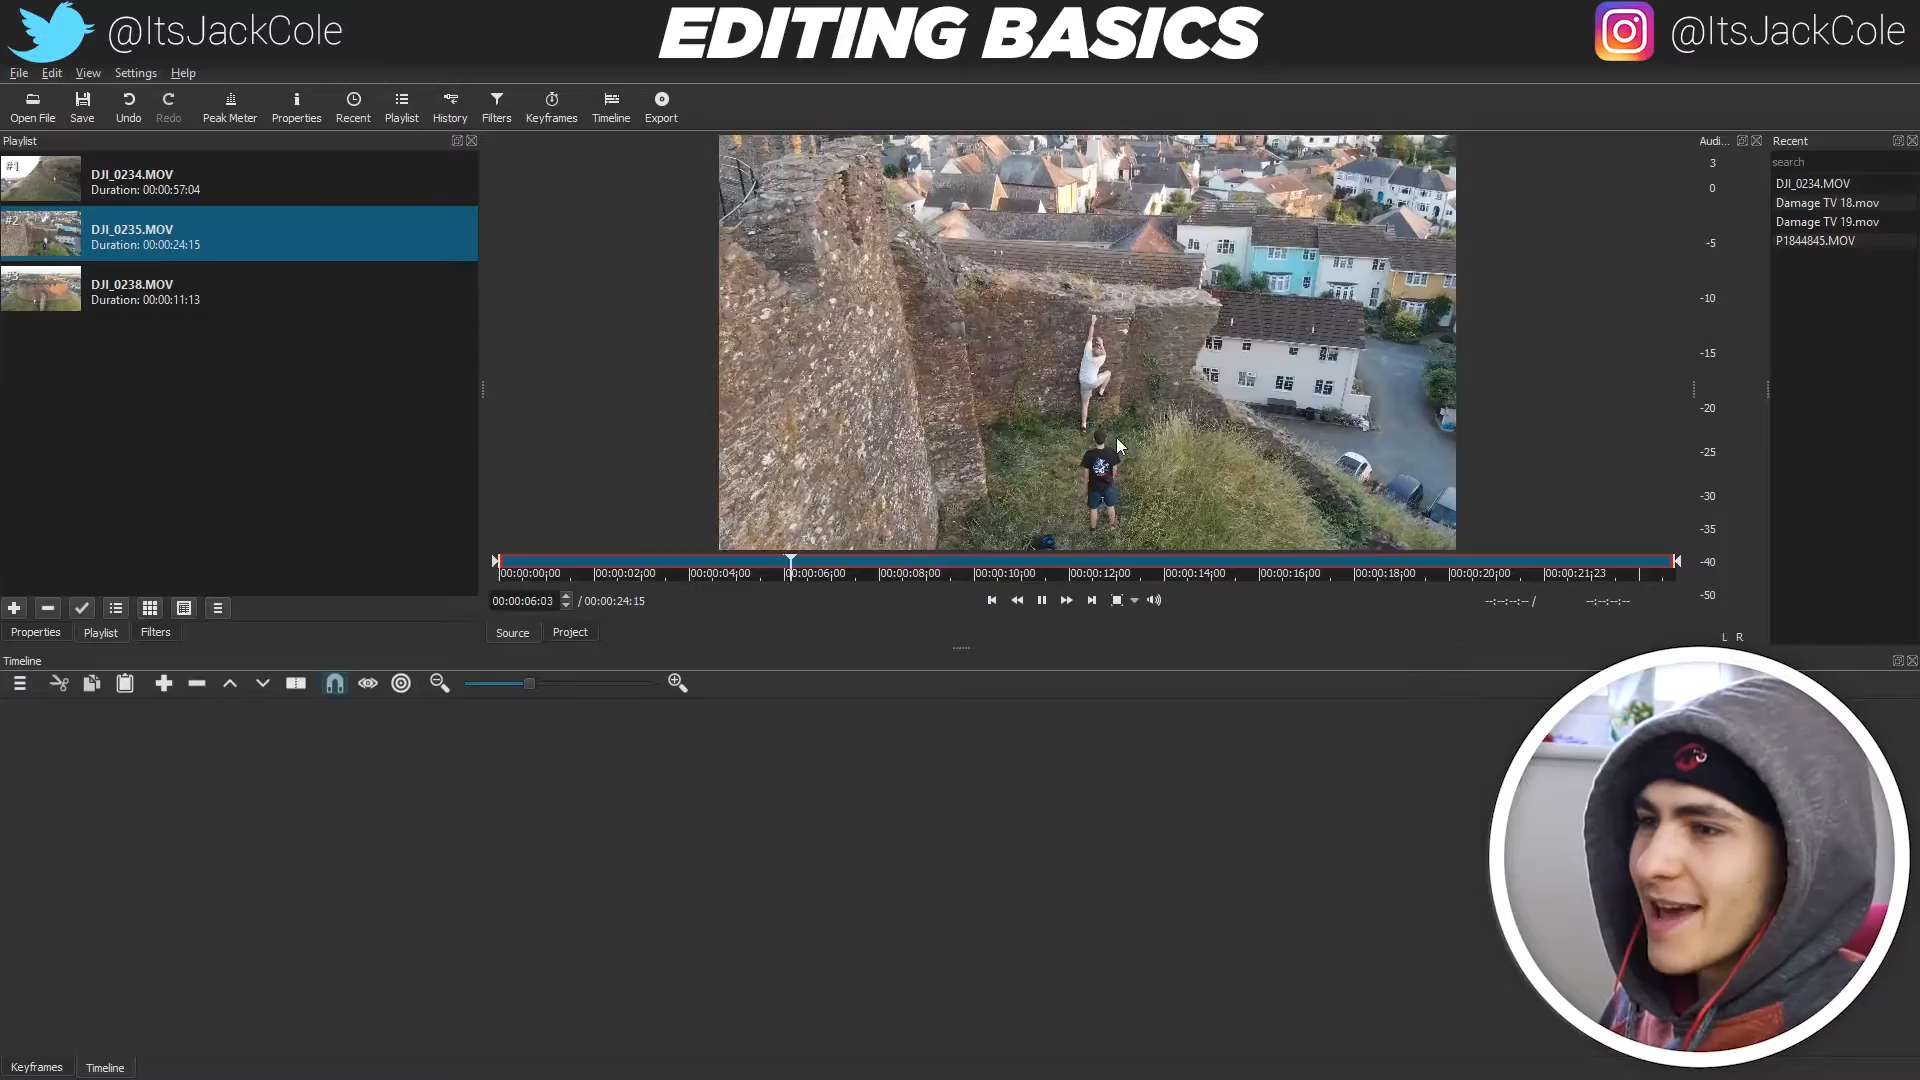 @ItsJackCole
EDITING BASICS
@ItsJackCole
File Edit View Settings Help
Open File Save Undo Redo Peak Meter Properties Recent Playlist History Filters Keyframes Timeline Export
Playlist
#1
DJI_0234.MOV
Duration: 00:00:57:04
#2
DJI_0235.MOV
Duration: 00:00:24:15
#3
DJI_0238.MOV
Duration: 00:00:11:13
Properties Playlist Filters
00:00:00;00 00:00:02;00 00:00:04;00 00:00:06;00 00:00:08;00 00:00:10;00 00:00:12;00 00:00:14;00 00:00:16;00 00:00:18;00 00:00:20;00 00:00:21;23
00:00:06:03 / 00:00:24:15
--:--:--:-- / --:--:--:--
Source Project
Audi...
3
0
-5
-10
-15
-20
-25
-30
-35
-40
-50
L R
Recent
search
DJI_0234.MOV
Damage TV 18.mov
Damage TV 19.mov
P1844845.MOV
Timeline
Keyframes Timeline